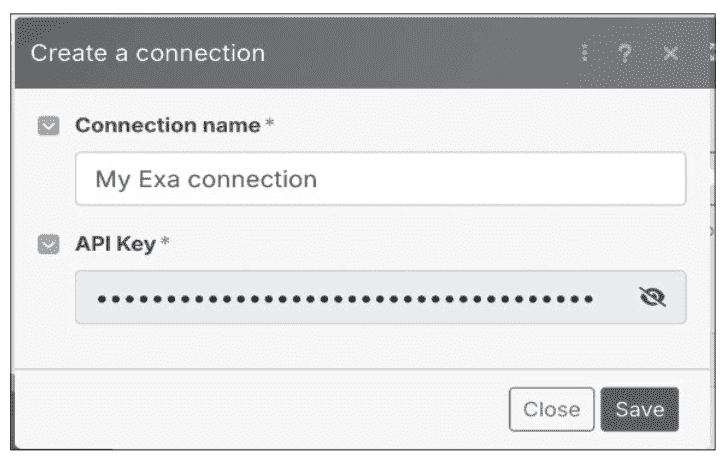 Create a connection
Connection name *
My Exa connection
API Key *
••••••••••••••••••••••••••••••••••••
Close Save